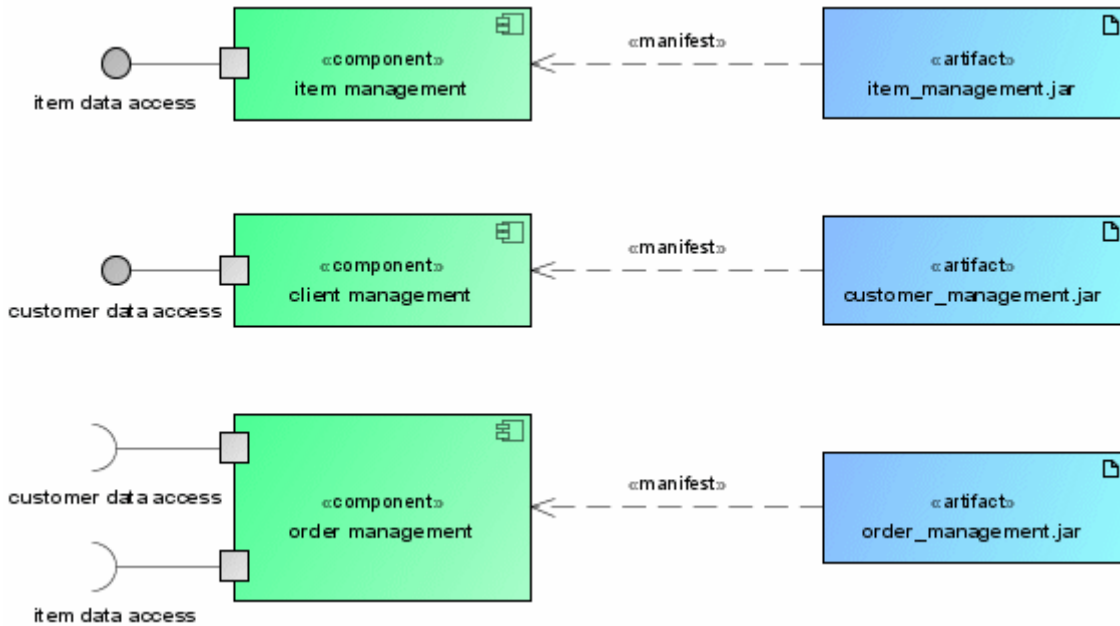 «component»
item management
«manifest»
«artifact»
item_management.jar
item data access
«component»
client management
«manifest»
«artifact»
customer_management.jar
customer data access
«component»
order management
«manifest»
«artifact»
order_management.jar
customer data access
item data access